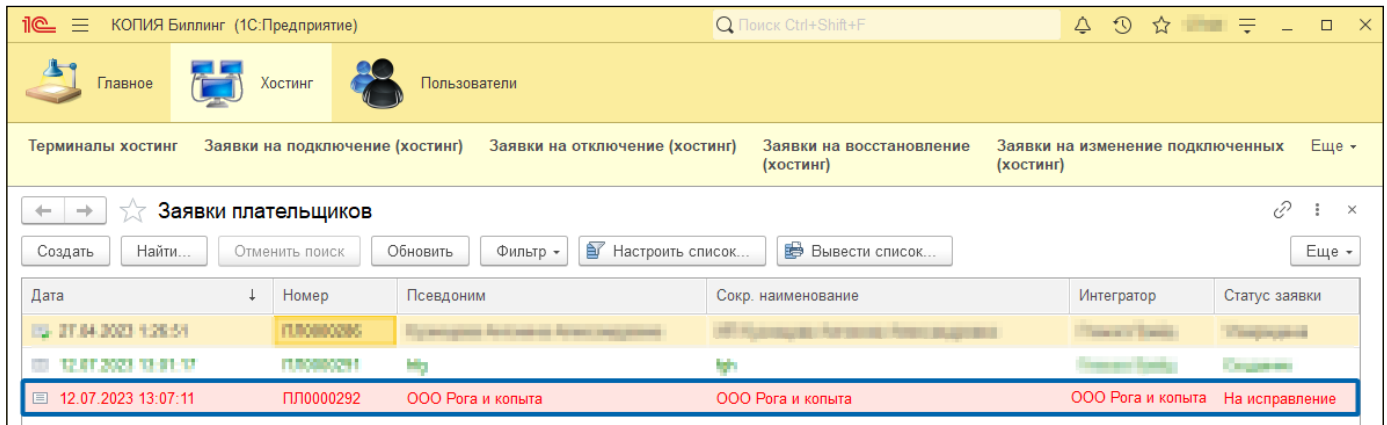 1С КОПИЯ Биллинг (1С:Предприятие) Поиск Ctrl+Shift+F
Главное Хостинг Пользователи
Терминалы хостинг Заявки на подключение (хостинг) Заявки на отключение (хостинг) Заявки на восстановление (хостинг) Заявки на изменение подключенных (хостинг) Еще
Заявки плательщиков
Создать Найти... Отменить поиск Обновить Фильтр Настроить список... Вывести список... Еще
Дата ↓ Номер Псевдоним Сокр. наименование Интегратор Статус заявки
12.07.2023 13:07:11 ПЛ0000292 ООО Рога и копыта ООО Рога и копыта ООО Рога и копыта На исправление